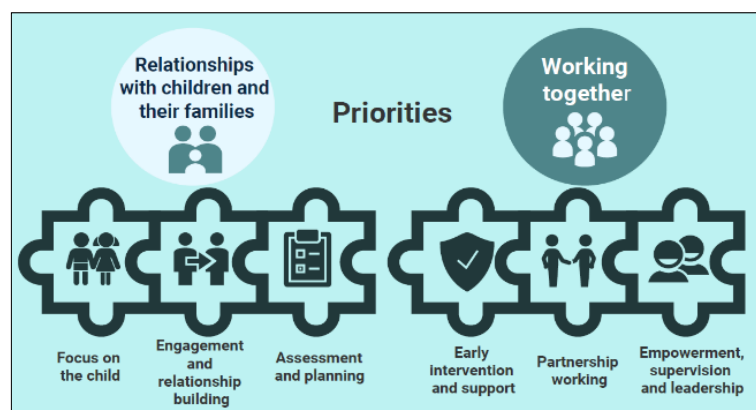 Relationships
with children and
their families
Priorities
Working
together
Focus on
the child
Engagement
and
relationship
building
Assessment
and planning
Early
intervention
and support
Partnership
working
Empowerment,
supervision
and leadership